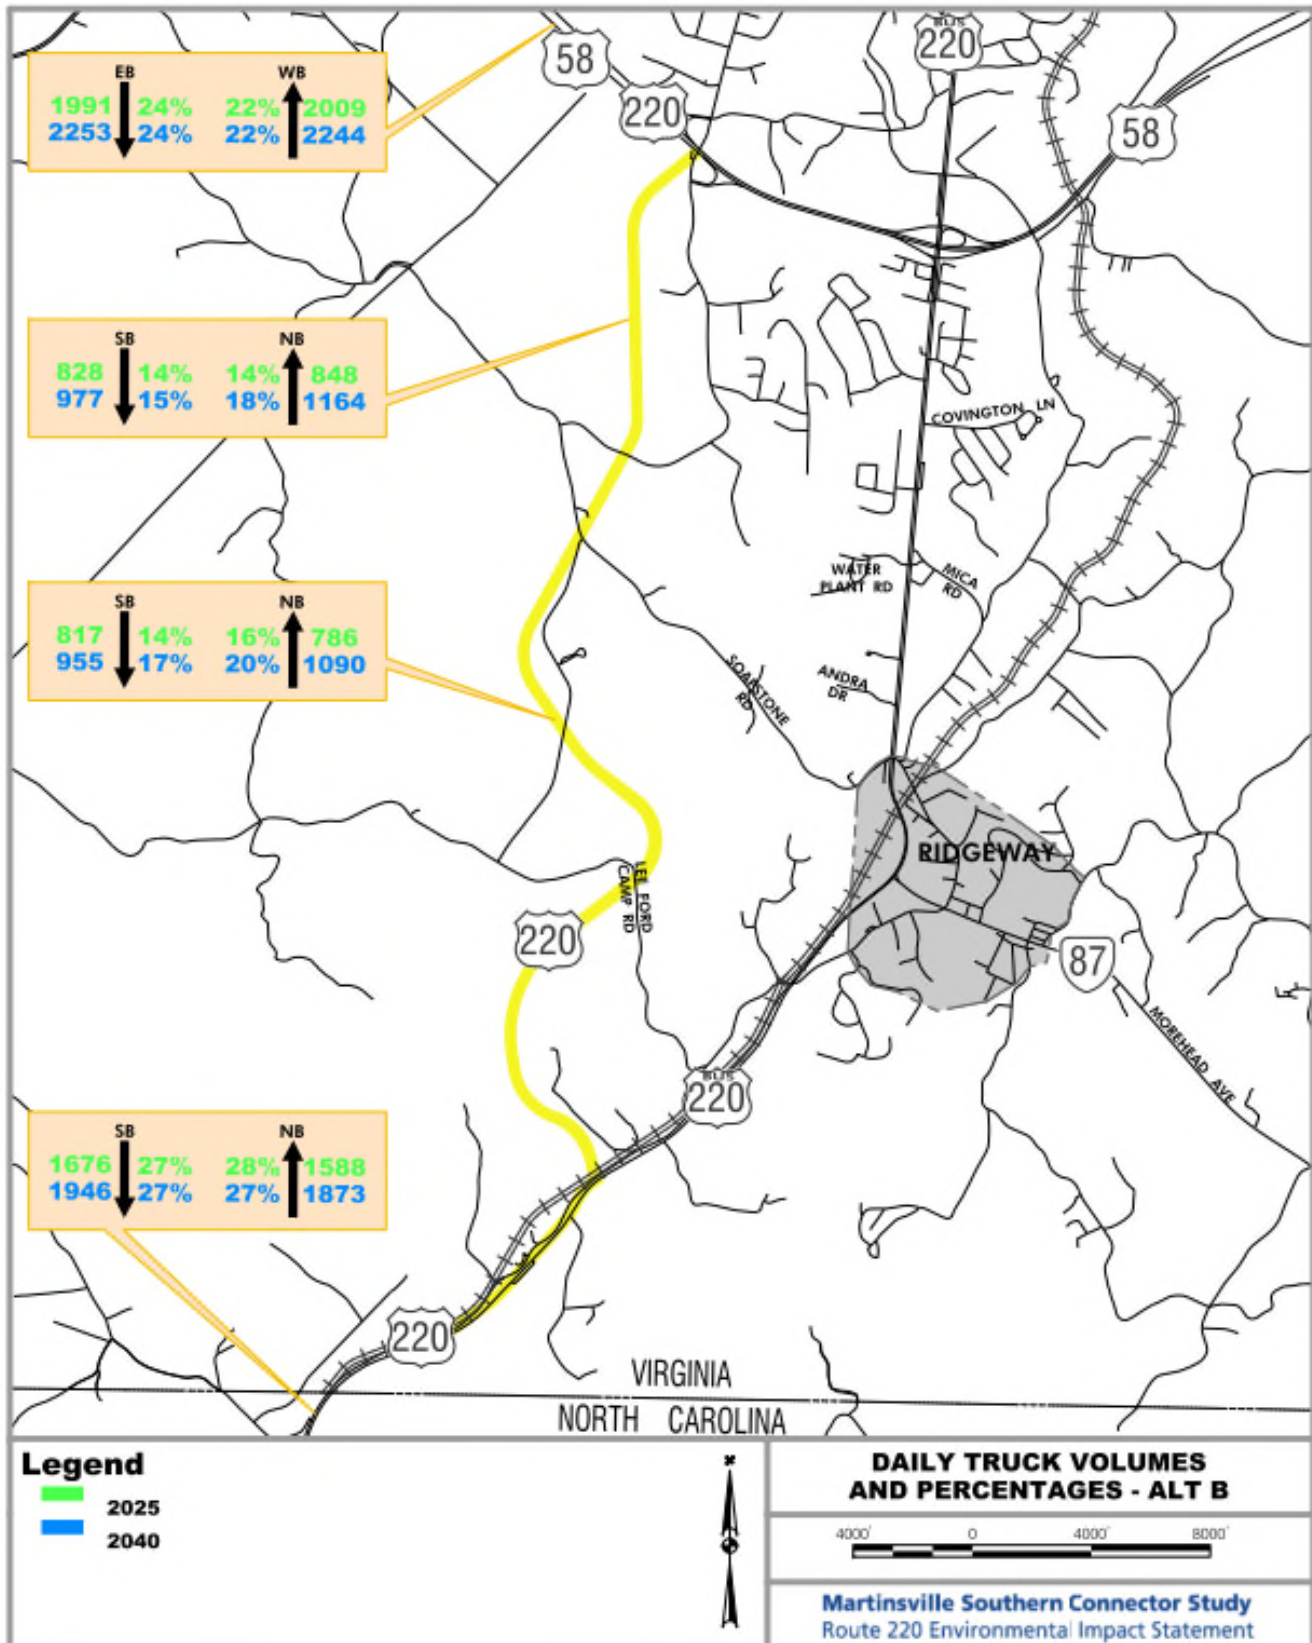 58
220
BUS
220
58
EB WB
1991 24% 22% 2009
2253 24% 22% 2244
SB NB
828 14% 14% 848
977 15% 18% 1164
COVINGTON LN
WATER
PLANT RD
MICA
RD
SB NB
817 14% 16% 786
955 17% 20% 1090
SOAPSTONE
RD
ANDRA
DR
RIDGEWAY
LEE FORD
CAMP RD
220
87
MOREHEAD AVE
BUS
220
SB NB
1676 27% 28% 1588
1946 27% 27% 1873
220
VIRGINIA
NORTH CAROLINA
Legend
2025
2040
DAILY TRUCK VOLUMES
AND PERCENTAGES - ALT B
4000' 0 4000' 8000'
Martinsville Southern Connector Study
Route 220 Environmental Impact Statement